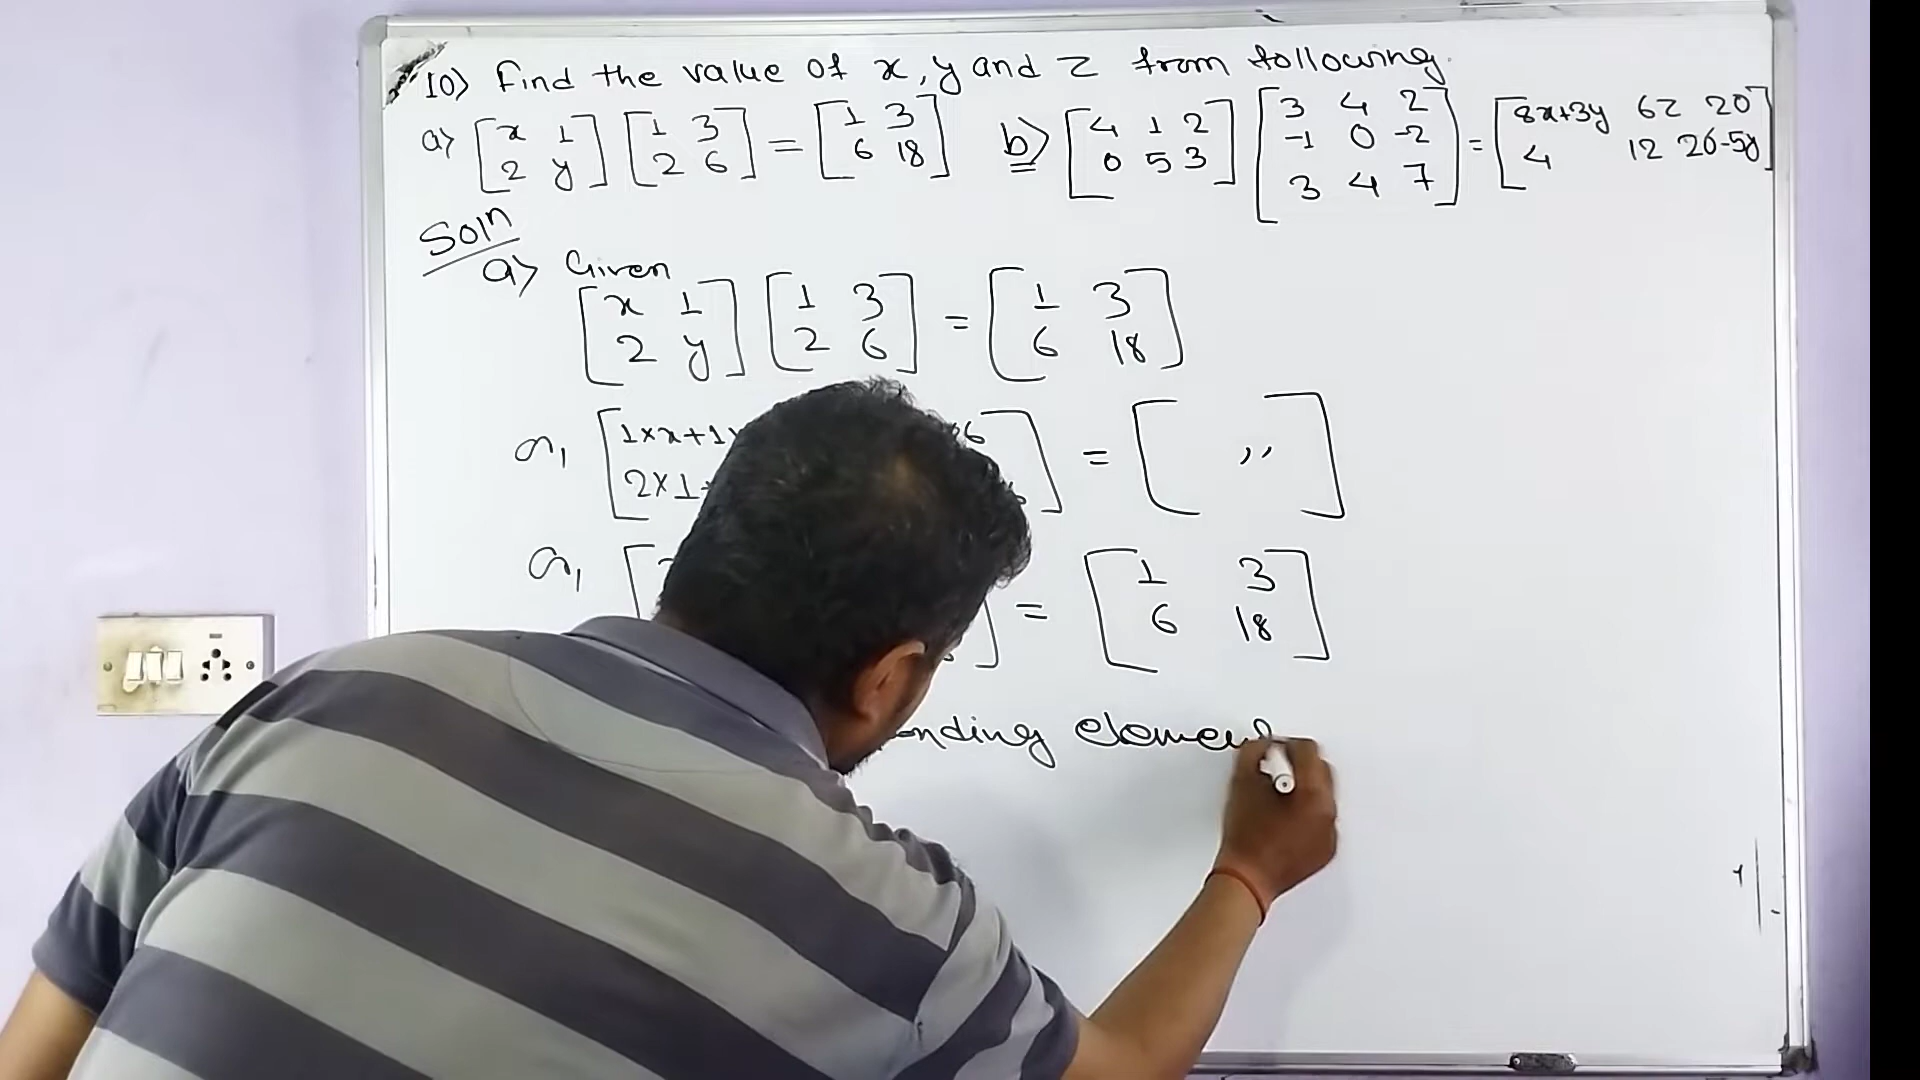 10) Find the value of x, y and z from following.
a) [x 1 [1 3 = [1 3 b) [4 1 2 [3 4 2 = [8x+3y 6z 20
2 y] 2 6] 6 18] 0 5 3] -1 0 -2 4 12 26-5y]
3 4 7]
Soln
a) Given
[x 1 [1 3 = [1 3
2 y] 2 6] 6 18]
or, [1×x+1× ×6 = [ ,, ]
2×1+
or, [ = [1 3
6 18]
onding element